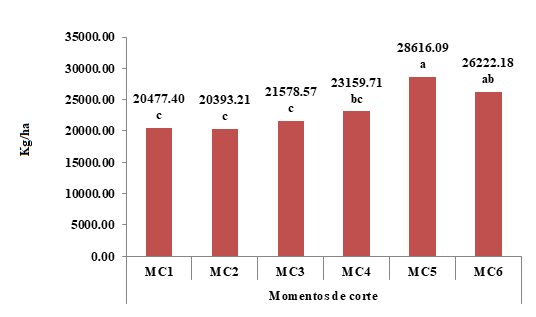 35000.00
30000.00
25000.00
20000.00
15000.00
10000.00
5000.00
0.00
Kg/ha
20477.40
c
20393.21
c
21578.57
c
23159.71
bc
28616.09
a
26222.18
ab
MC1 MC2 MC3 MC4 MC5 MC6
Momentos de corte